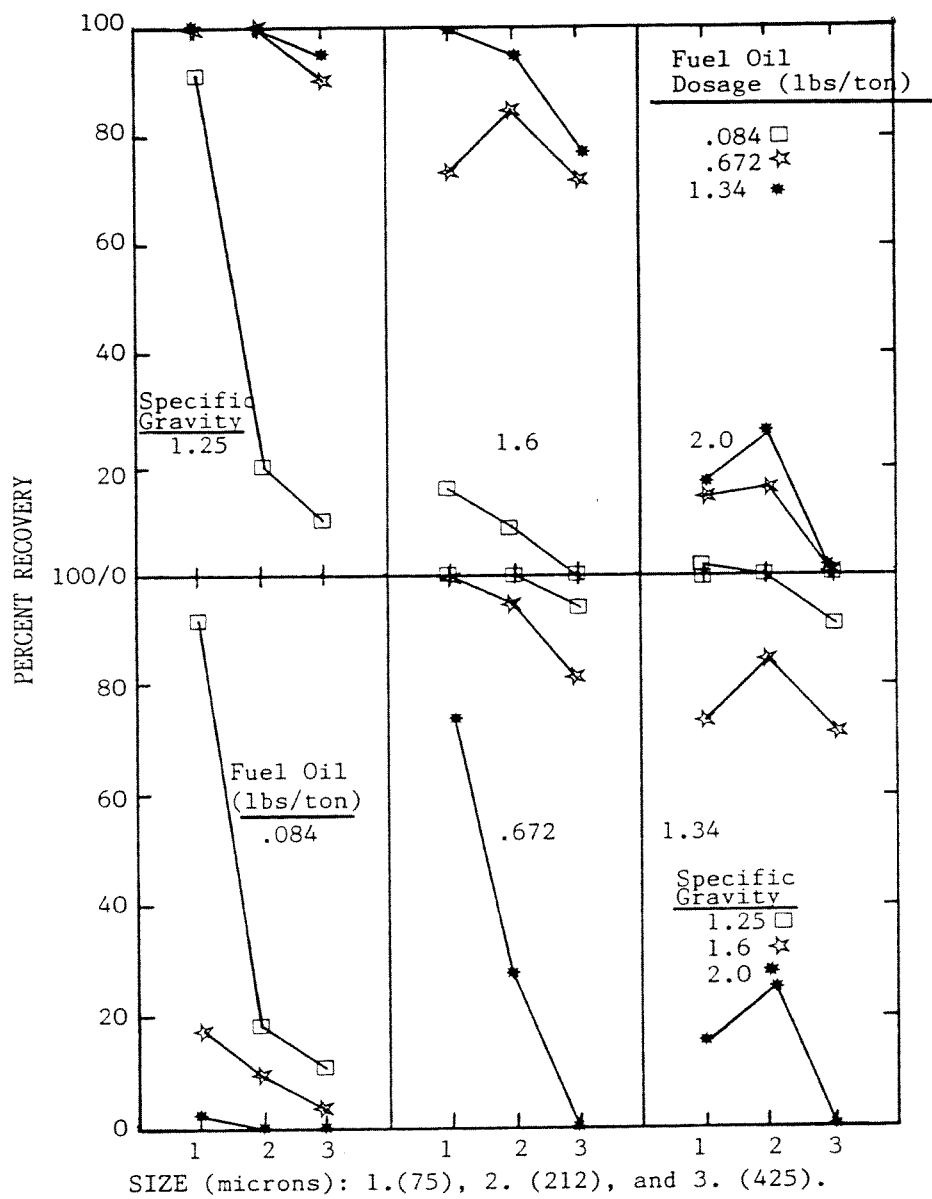 100
80
60
40
20
100/0
80
60
40
20
0
PERCENT RECOVERY
Specific
Gravity
1.25
1.6
2.0
Fuel Oil
Dosage (lbs/ton)
.084
.672
1.34
Fuel Oil
(lbs/ton)
.084
.672
1.34
Specific
Gravity
1.25
1.6
2.0
1 2 3 1 2 3 1 2 3
SIZE (microns): 1.(75), 2. (212), and 3. (425).